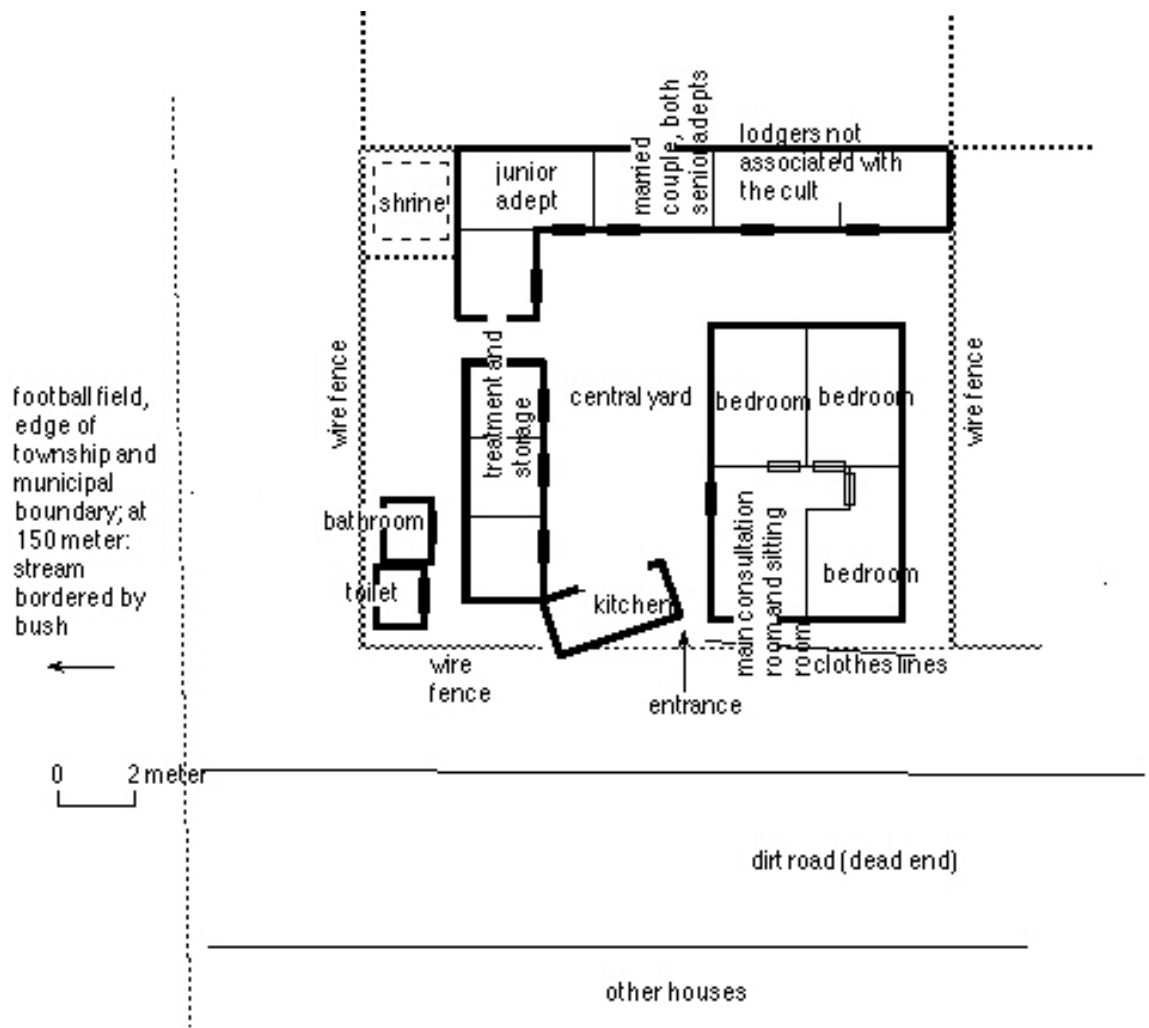 married
couple, both
senior adepts
lodgers not
associated with
the cult
junior
adept
shrine
wire fence
treatment and
storage
central yard
bedroom
bedroom
wire fence
football field,
edge of
township and
municipal
boundary; at
150 meter:
stream
bordered by
bush
bathroom
toilet
kitchen
main consultation
room and sitting
room
bedroom
wire
fence
clothes lines
entrance
0 2 meter
dirt road (dead end)
other houses